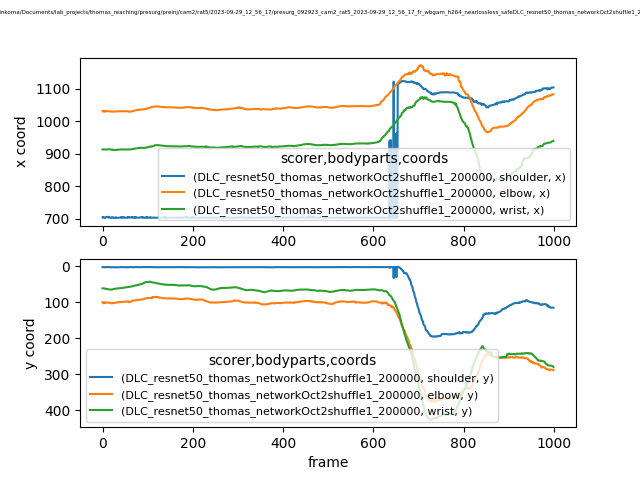 inkoma/Documents/lab_projects/thomas_reaching/presurg/preinj/cam2/rat5/2023-09-29_12_56_17/presurg_092923_cam2_rat5_2023-09-29_12_56_17_fr_wbgam_h264_nearlossless_safeDLC_resnet50_thomas_networkOct2shuffle1_2
1100
1000
900
800
700
x coord
scorer,bodyparts,coords
(DLC_resnet50_thomas_networkOct2shuffle1_200000, shoulder, x)
(DLC_resnet50_thomas_networkOct2shuffle1_200000, elbow, x)
(DLC_resnet50_thomas_networkOct2shuffle1_200000, wrist, x)
0 200 400 600 800 1000
0
100
200
300
400
y coord
scorer,bodyparts,coords
(DLC_resnet50_thomas_networkOct2shuffle1_200000, shoulder, y)
(DLC_resnet50_thomas_networkOct2shuffle1_200000, elbow, y)
(DLC_resnet50_thomas_networkOct2shuffle1_200000, wrist, y)
0 200 400 600 800 1000
frame